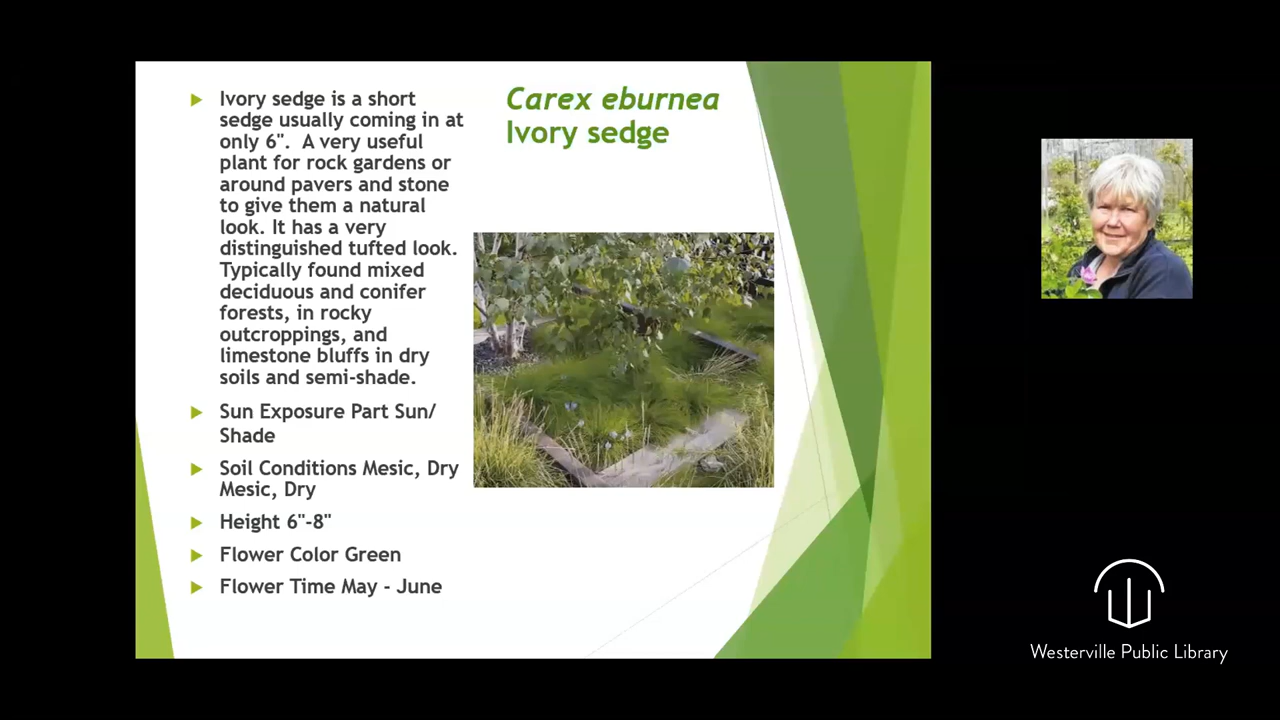 Carex eburnea
Ivory sedge
Ivory sedge is a short
sedge usually coming in at
only 6". A very useful
plant for rock gardens or
around pavers and stone
to give them a natural
look. It has a very
distinguished tufted look.
Typically found mixed
deciduous and conifer
forests, in rocky
outcroppings, and
limestone bluffs in dry
soils and semi-shade.
Sun Exposure Part Sun/
Shade
Soil Conditions Mesic, Dry
Mesic, Dry
Height 6"-8"
Flower Color Green
Flower Time May - June
Westerville Public Library